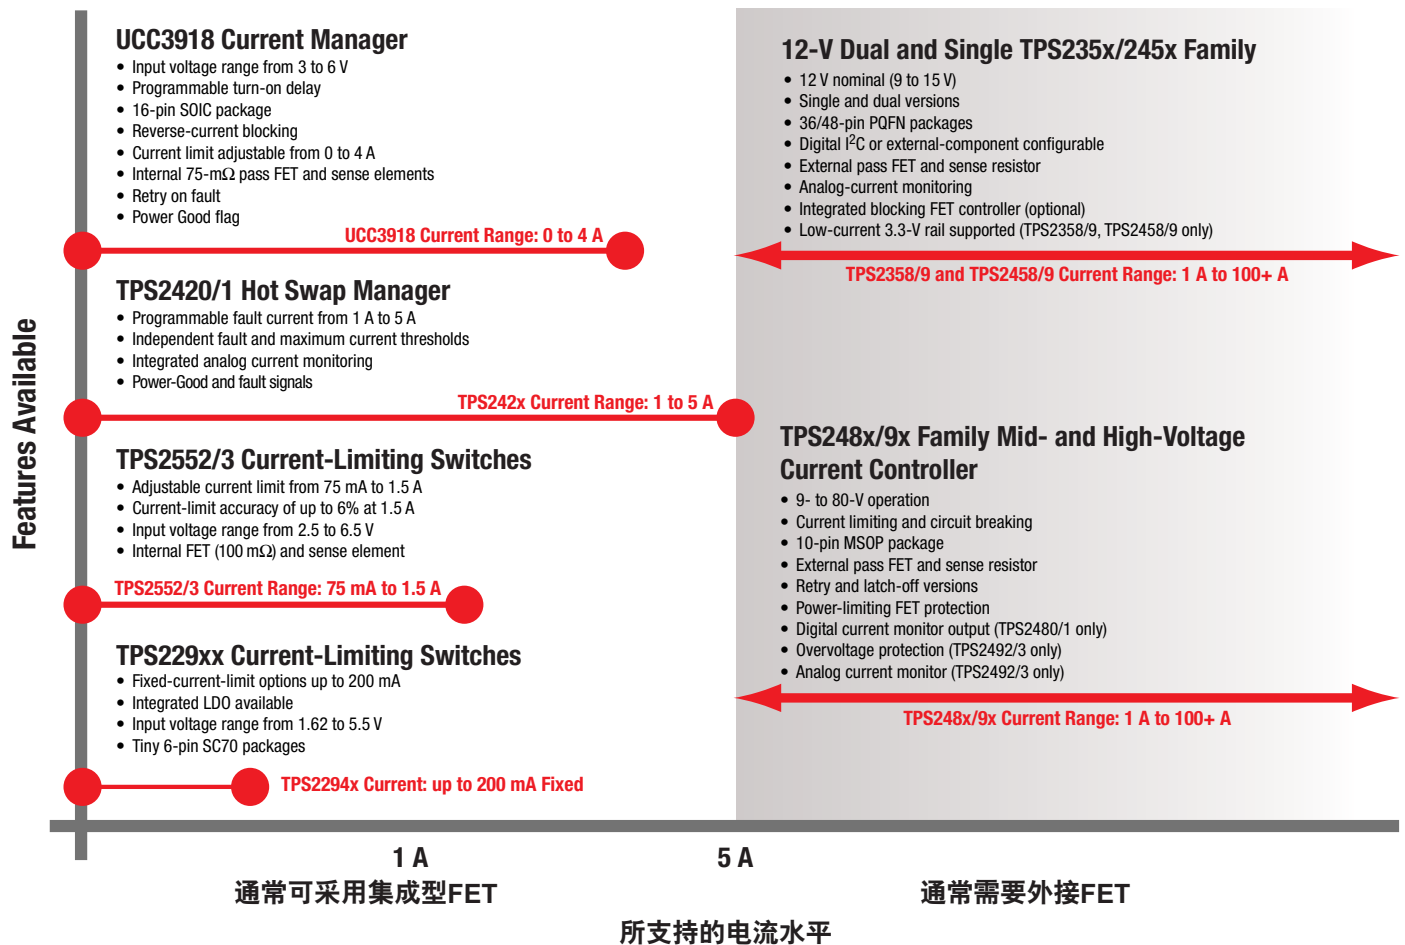 UCC3918 Current Manager
• Input voltage range from 3 to 6 V
• Programmable turn-on delay
• 16-pin SOIC package
• Reverse-current blocking
• Current limit adjustable from 0 to 4 A
• Internal 75-mΩ pass FET and sense elements
• Retry on fault
• Power Good flag
UCC3918 Current Range: 0 to 4 A
TPS2420/1 Hot Swap Manager
• Programmable fault current from 1 A to 5 A
• Independent fault and maximum current thresholds
• Integrated analog current monitoring
• Power-Good and fault signals
TPS242x Current Range: 1 to 5 A
TPS2552/3 Current-Limiting Switches
• Adjustable current limit from 75 mA to 1.5 A
• Current-limit accuracy of up to 6% at 1.5 A
• Input voltage range from 2.5 to 6.5 V
• Internal FET (100 mΩ) and sense element
TPS2552/3 Current Range: 75 mA to 1.5 A
TPS229xx Current-Limiting Switches
• Fixed-current-limit options up to 200 mA
• Integrated LDO available
• Input voltage range from 1.62 to 5.5 V
• Tiny 6-pin SC70 packages
TPS2294x Current: up to 200 mA Fixed
12-V Dual and Single TPS235x/245x Family
• 12 V nominal (9 to 15 V)
• Single and dual versions
• 36/48-pin PQFN packages
• Digital I²C or external-component configurable
• External pass FET and sense resistor
• Analog-current monitoring
• Integrated blocking FET controller (optional)
• Low-current 3.3-V rail supported (TPS2358/9, TPS2458/9 only)
TPS2358/9 and TPS2458/9 Current Range: 1 A to 100+ A
TPS248x/9x Family Mid- and High-Voltage
Current Controller
• 9- to 80-V operation
• Current limiting and circuit breaking
• 10-pin MSOP package
• External pass FET and sense resistor
• Retry and latch-off versions
• Power-limiting FET protection
• Digital current monitor output (TPS2480/1 only)
• Overvoltage protection (TPS2492/3 only)
• Analog current monitor (TPS2492/3 only)
TPS248x/9x Current Range: 1 A to 100+ A
Features Available
1 A
5 A
通常可采用集成型FET
通常需要外接FET
所支持的电流水平